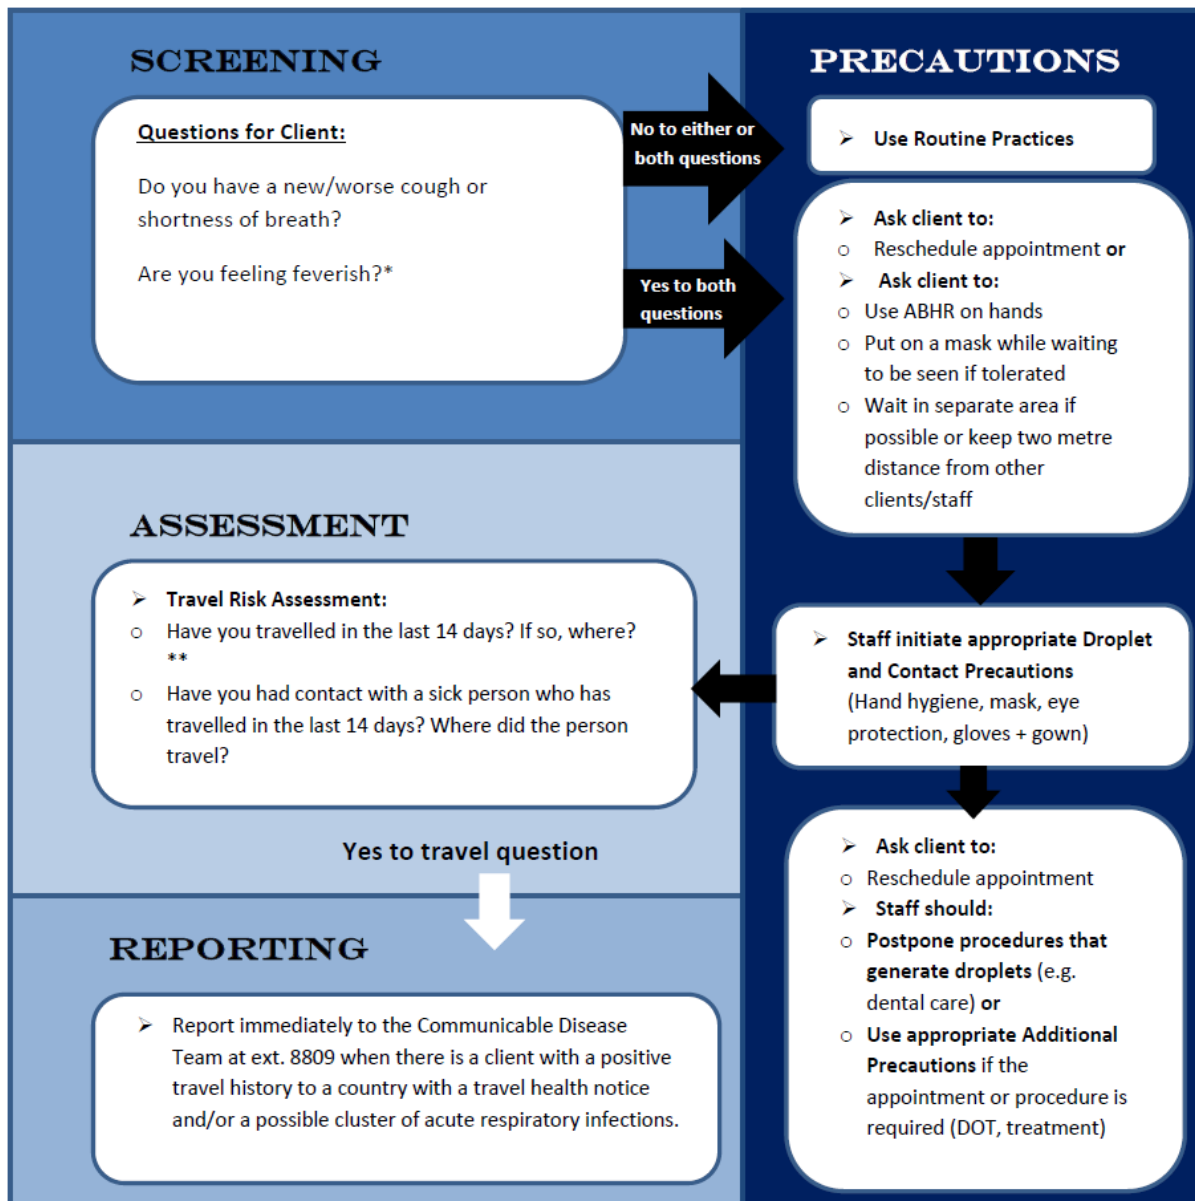 SCREENING
Questions for Client:
Do you have a new/worse cough or
shortness of breath?
Are you feeling feverish?*
No to either or
both questions
Yes to both
questions
PRECAUTIONS
➢ Use Routine Practices
➢ Ask client to:
o Reschedule appointment or
➢ Ask client to:
o Use ABHR on hands
o Put on a mask while waiting
to be seen if tolerated
o Wait in separate area if
possible or keep two metre
distance from other
clients/staff
➢ Staff initiate appropriate Droplet
and Contact Precautions
(Hand hygiene, mask, eye
protection, gloves + gown)
➢ Ask client to:
o Reschedule appointment
➢ Staff should:
o Postpone procedures that
generate droplets (e.g.
dental care) or
o Use appropriate Additional
Precautions if the
appointment or procedure is
required (DOT, treatment)
ASSESSMENT
➢ Travel Risk Assessment:
o Have you travelled in the last 14 days? If so, where?
**
o Have you had contact with a sick person who has
travelled in the last 14 days? Where did the person
travel?
Yes to travel question
REPORTING
➢ Report immediately to the Communicable Disease
Team at ext. 8809 when there is a client with a positive
travel history to a country with a travel health notice
and/or a possible cluster of acute respiratory infections.